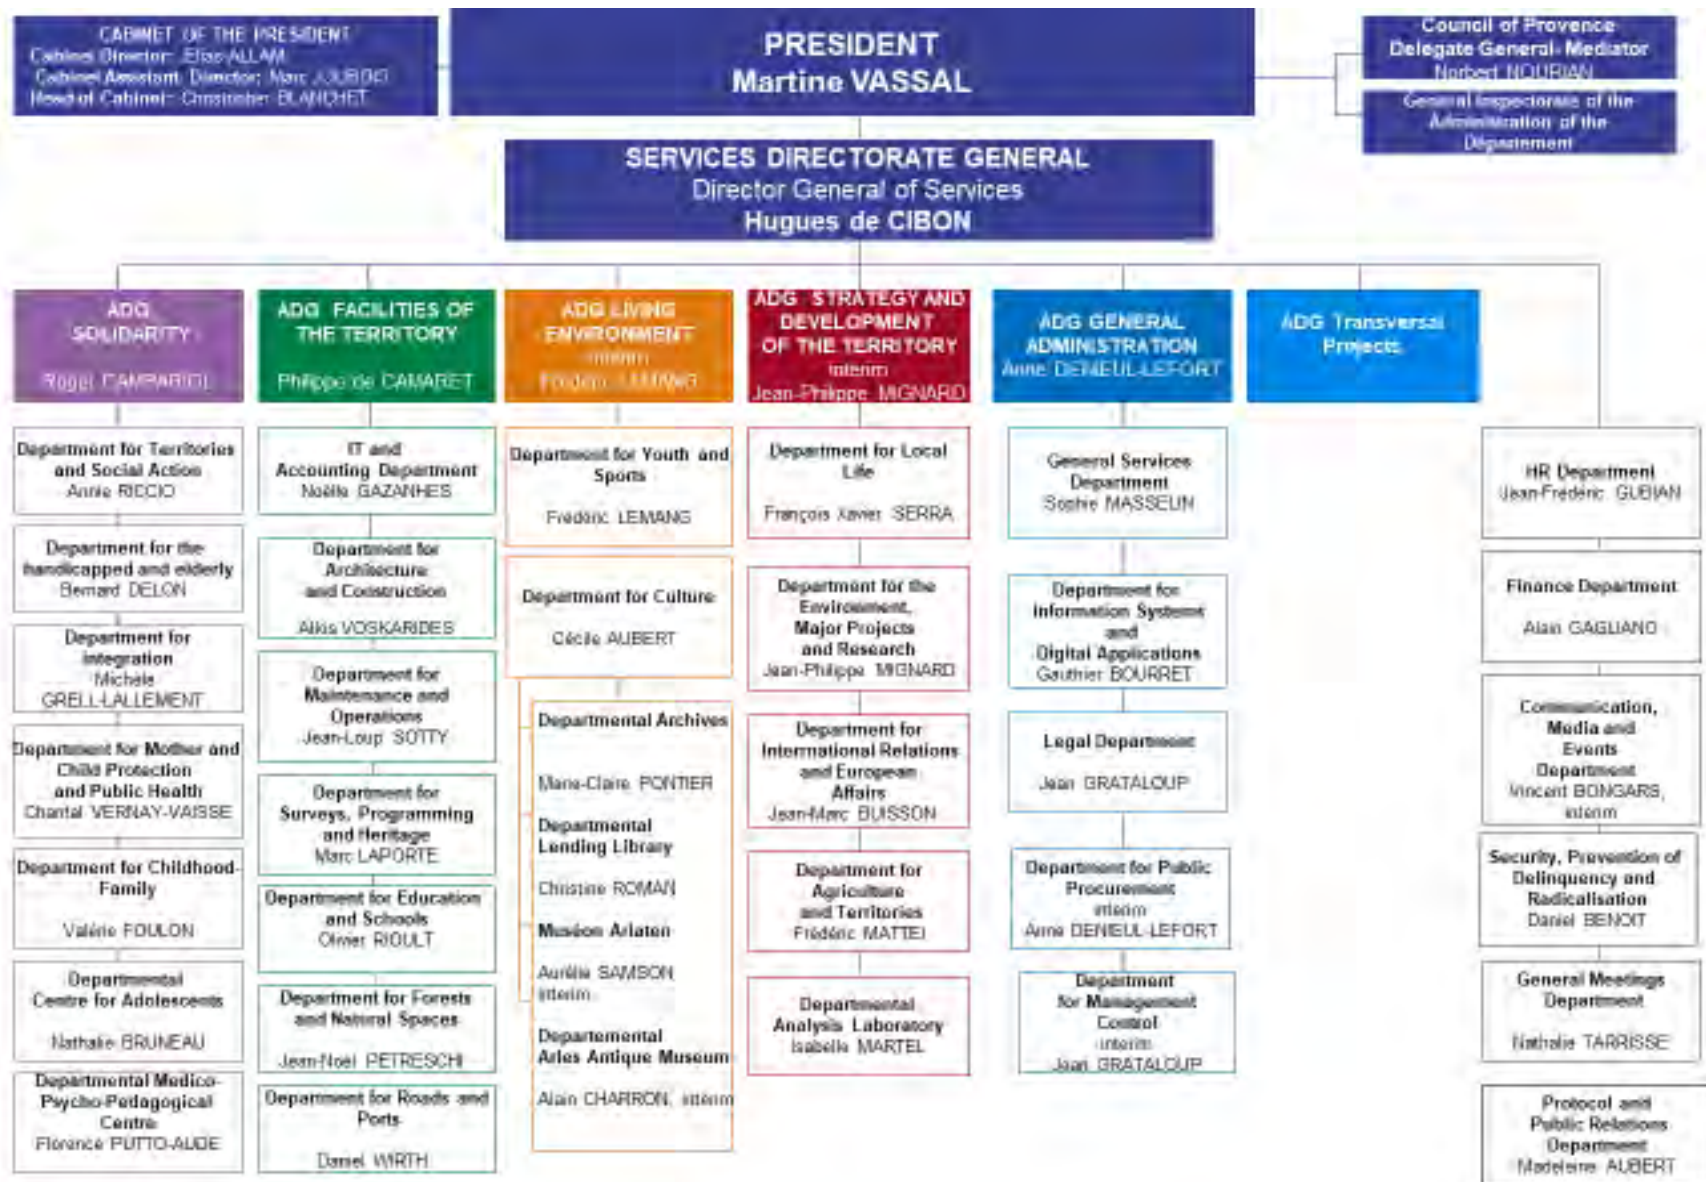 CABINET OF THE PRESIDENT
Cabinet Director: Elias ALLAM
Cabinet Assistant Director: Marc
Head of Cabinet: Christopher BLANCHET
PRESIDENT
Martine VASSAL
Council of Provence
Delegate General- Mediator
Norbert NOURIAN
General Inspectorate of the
Administration of the
Département
SERVICES DIRECTORATE GENERAL
Director General of Services
Hugues de CIBON
ADG
SOLIDARITY
Roger CAMPARIOL
ADG FACILITIES OF
THE TERRITORY
Philippe de CAMARET
ADG LIVING
ENVIRONMENT
interim
Frédéric LEMANG
ADG STRATEGY AND
DEVELOPMENT
OF THE TERRITORY
interim
Jean-Philippe MIGNARD
ADG GENERAL
ADMINISTRATION
Anne DENIEUL-LEFORT
ADG Transversal
Projects
Department for Territories
and Social Action
Annie RICCIO
Department for the
handicapped and elderly
Bernard DELON
Department for
integration
Michèle
GRELL-LALLEMENT
Department for Mother and
Child Protection
and Public Health
Chantal VERNAY-VAISSE
Department for Childhood-
Family
Valérie FOULON
Departmental
Centre for Adolescents
Nathalie BRUNEAU
Departmental Medico-
Psycho-Pedagogical
Centre
Florence PUTTO-AUDE
IT and
Accounting Department
Noëlle GAZANHES
Department for
Architecture
and Construction
Alkis VOSKARIDES
Department for
Maintenance and
Operations
Jean-Loup SOTTY
Department for
Surveys, Programming
and Heritage
Marc LAPORTE
Department for Education
and Schools
Olivier RIOULT
Department for Forests
and Natural Spaces
Jean-Noël PETRESCHI
Department for Roads and
Ports
Daniel WIRTH
Department for Youth and
Sports
Frédéric LEMANG
Department for Culture
Cécile AUBERT
Departmental Archives
Marie-Claire PONTIER
Departmental
Lending Library
Christine ROMAN
Muséon Arlaten
Aurélie SAMSON
interim
Departemental
Arles Antique Museum
Alain CHARRON, interim
Department for Local
Life
François Xavier SERRA
Department for the
Environment,
Major Projects
and Research
Jean-Philippe MIGNARD
Department for
International Relations
and European
Affairs
Jean-Marc BUISSON
Department for
Agriculture
and Territories
Frédéric MATTEI
Departmental
Analysis Laboratory
Isabelle MARTEL
General Services
Department
Sophie MASSELIN
Department for
Information Systems
and
Digital Applications
Gauthier BOURRET
Legal Department
Jean GRATALOUP
Department for Public
Procurement
interim
Anne DENIEUL-LEFORT
Department
for Management
Control
interim
Jean GRATALOUP
HR Department
Jean-Frédéric GUBIAN
Finance Department
Alain GAGLIANO
Communication,
Media and
Events
Department
Vincent BONGARS,
interim
Security, Prevention of
Delinquency and
Radicalisation
Daniel BENOIT
General Meetings
Department
Nathalie TARRISSE
Protocol and
Public Relations
Department
Madeleine AUBERT